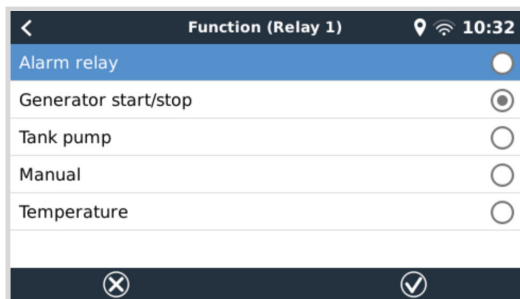 Function (Relay 1) 10:32
Alarm relay
Generator start/stop
Tank pump
Manual
Temperature